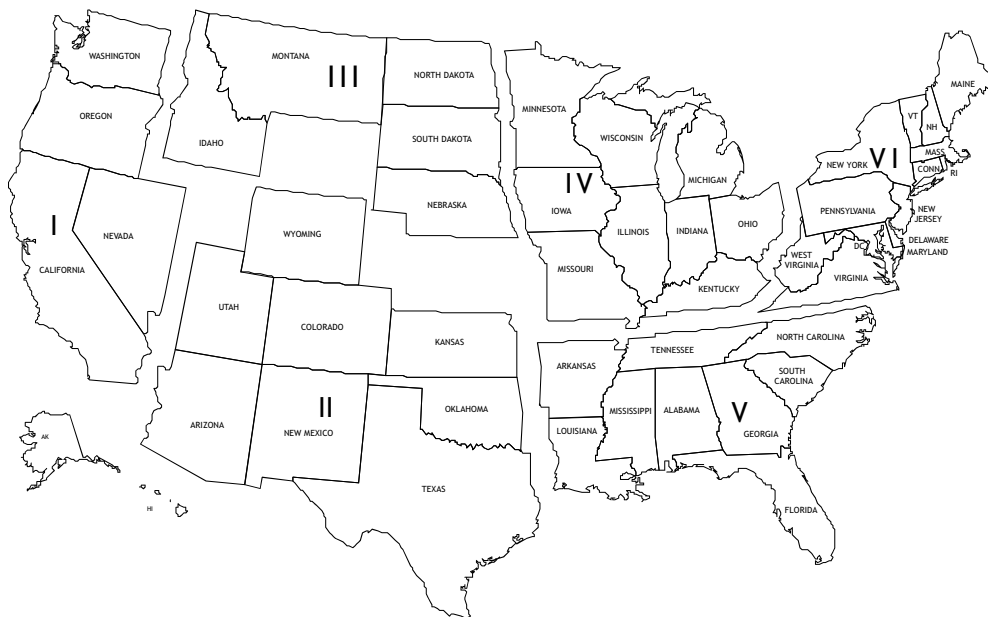 WASHINGTON
OREGON
I
CALIFORNIA
NEVADA
AK
HI
MONTANA
III
IDAHO
NORTH DAKOTA
SOUTH DAKOTA
NEBRASKA
WYOMING
UTAH
COLORADO
KANSAS
ARIZONA
II
NEW MEXICO
OKLAHOMA
TEXAS
MINNESOTA
WISCONSIN
MICHIGAN
IV
IOWA
ILLINOIS
INDIANA
OHIO
MISSOURI
KENTUCKY
ARKANSAS
TENNESSEE
NORTH CAROLINA
SOUTH
CAROLINA
MISSISSIPPI
ALABAMA
V
GEORGIA
LOUISIANA
FLORIDA
MAINE
VT
NH
VI
NEW YORK
MASS
CONN
RI
PENNSYLVANIA
NEW
JERSEY
DELAWARE
MARYLAND
DC
WEST
VIRGINIA
VIRGINIA